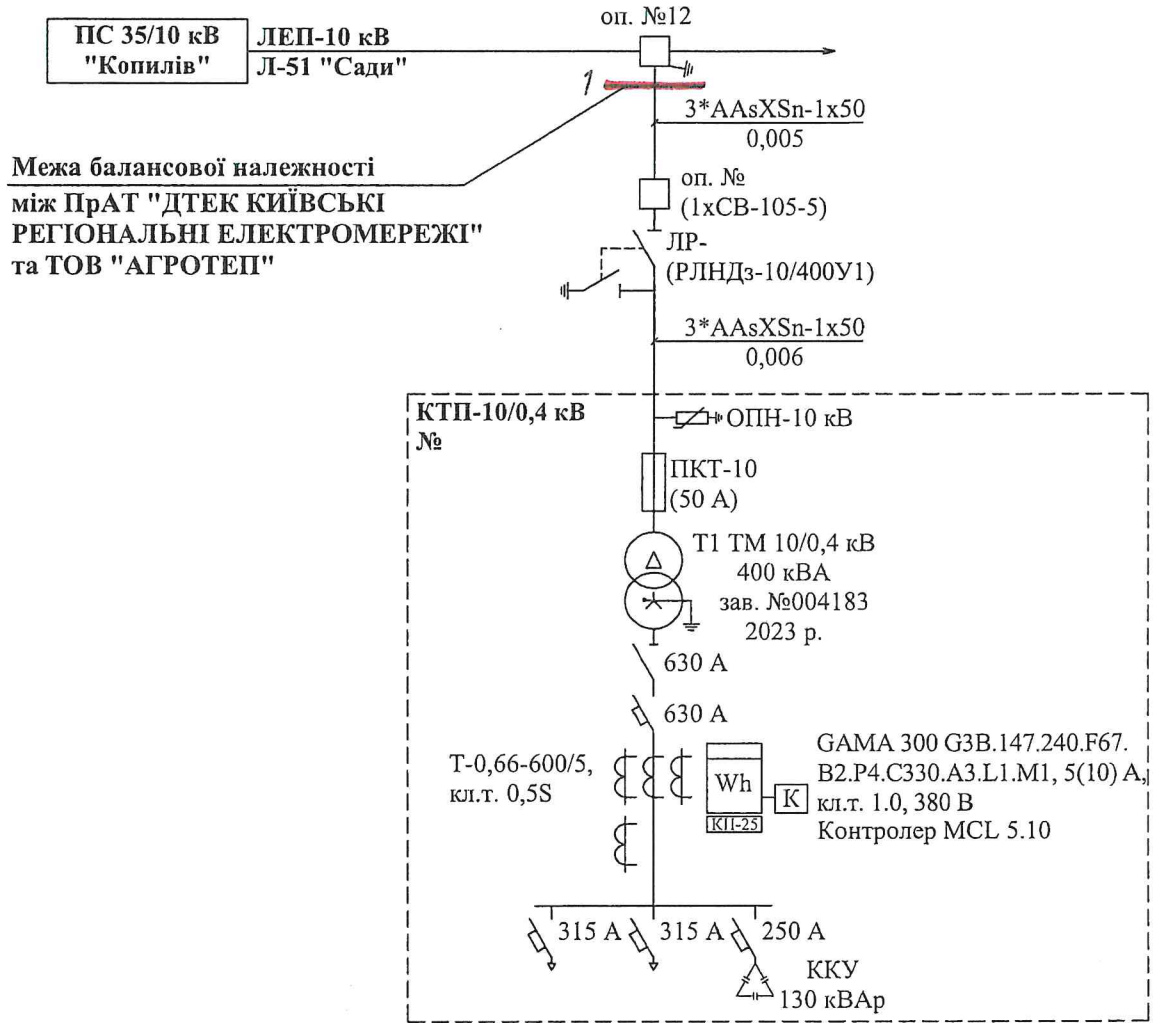 оп. №12
ПС 35/10 кВ
"Копилів"
ЛЕП-10 кВ
Л-51 "Сади"
1
3*AAsXSn-1x50
0,005
Межа балансової належності
між ПрАТ "ДТЕК КИЇВСЬКІ
РЕГІОНАЛЬНІ ЕЛЕКТРОМЕРЕЖІ"
та ТОВ "АГРОТЕП"
оп. №
(1хСВ-105-5)
ЛР-
(РЛНДз-10/400У1)
3*AAsXSn-1x50
0,006
КТП-10/0,4 кВ
№
ОПН-10 кВ
ПКТ-10
(50 А)
Т1 ТМ 10/0,4 кВ
400 кВА
зав. №004183
2023 р.
630 А
630 А
Т-0,66-600/5,
кл.т. 0,5S
Wh
КП-25
К
GAMA 300 G3B.147.240.F67.
B2.P4.C330.A3.L1.M1, 5(10) А,
кл.т. 1.0, 380 В
Контролер MCL 5.10
315 А
315 А
250 А
ККУ
130 кВАр